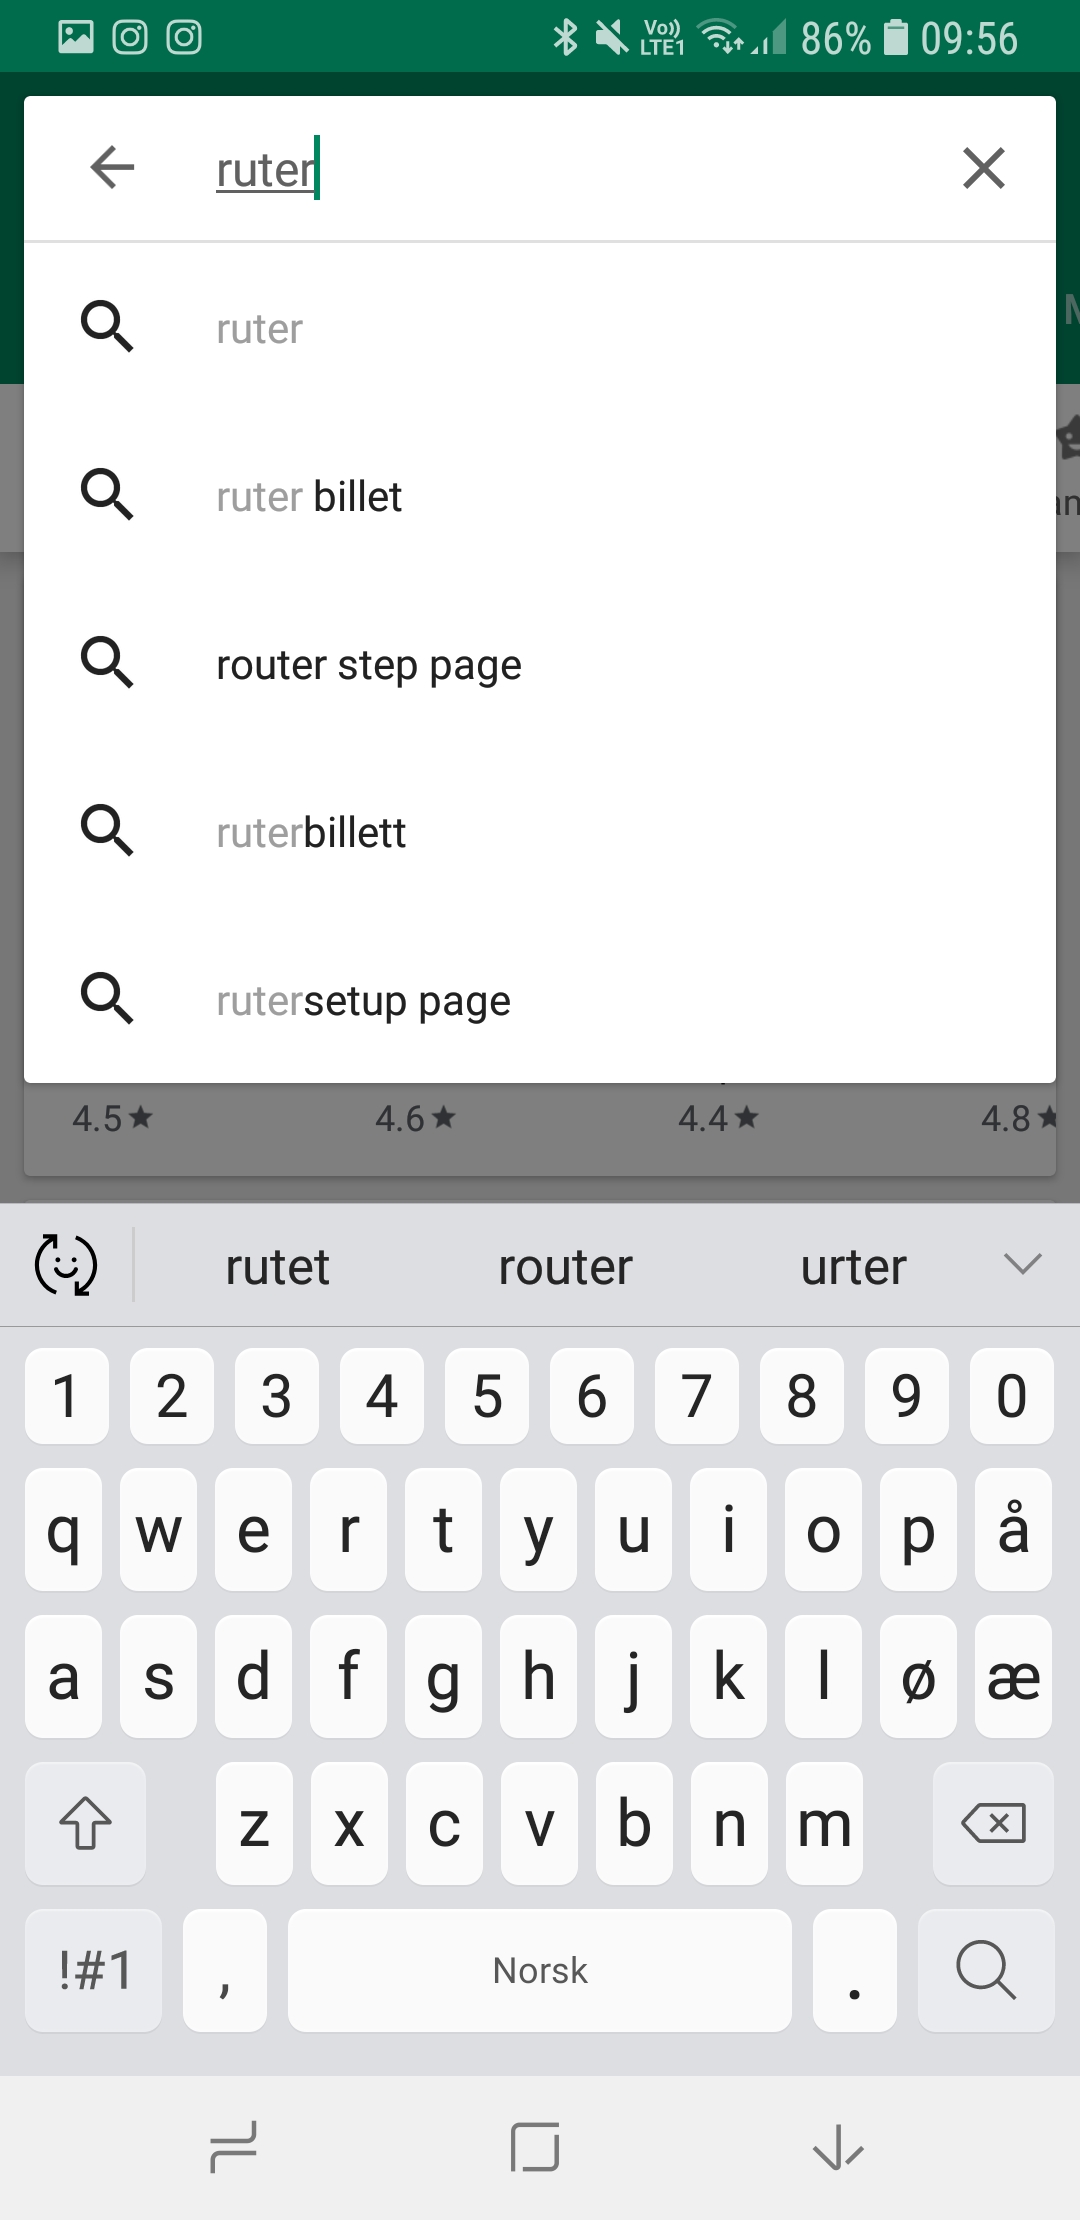 Vo)) LTE1 86% 09:56
ruter
ruter
ruter billet
router step page
ruterbillett
rutersetup page
4.5 4.6 4.4 4.8
rutet router urter
1 2 3 4 5 6 7 8 9 0
q w e r t y u i o p å
a s d f g h j k l ø æ
z x c v b n m
!#1 , Norsk .